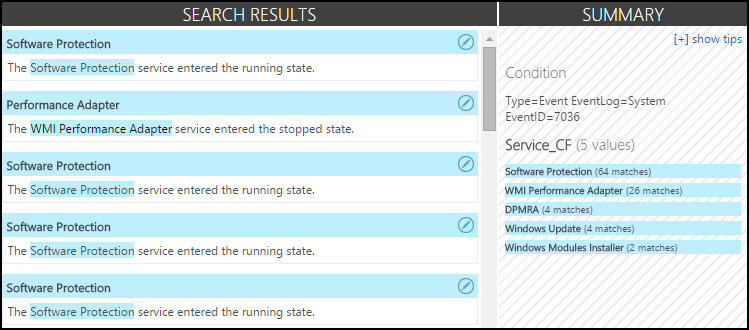 SEARCH RESULTS
Software Protection
The Software Protection service entered the running state.
Performance Adapter
The WMI Performance Adapter service entered the stopped state.
Software Protection
The Software Protection service entered the running state.
Software Protection
The Software Protection service entered the running state.
Software Protection
The Software Protection service entered the running state.
SUMMARY
[+] show tips
Condition
Type=Event EventLog=System
EventID=7036
Service_CF (5 values)
Software Protection (64 matches)
WMI Performance Adapter (26 matches)
DPMRA (4 matches)
Windows Update (4 matches)
Windows Modules Installer (2 matches)